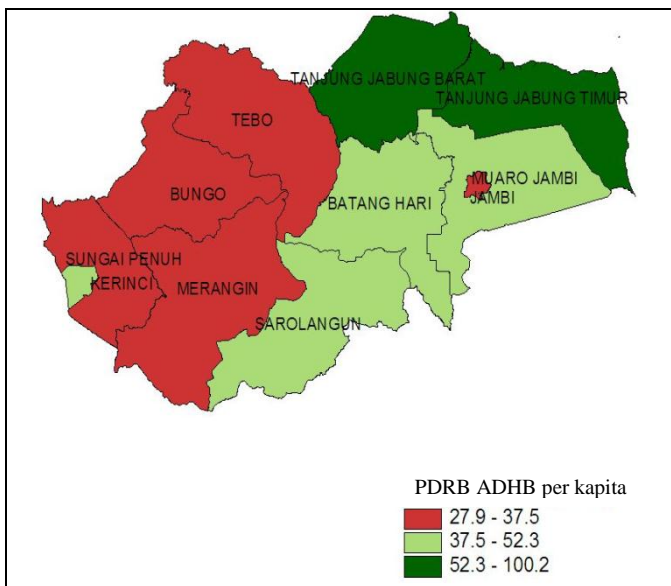 TANJUNG JABUNG BARAT
TANJUNG JABUNG TIMUR
TEBO
MUARO JAMBI
BUNGO
BATANG HARI
JAMBI
SUNGAI PENUH
KERINCI
MERANGIN
SAROLANGUN
PDRB ADHB per kapita
27.9 - 37.5
37.5 - 52.3
52.3 - 100.2